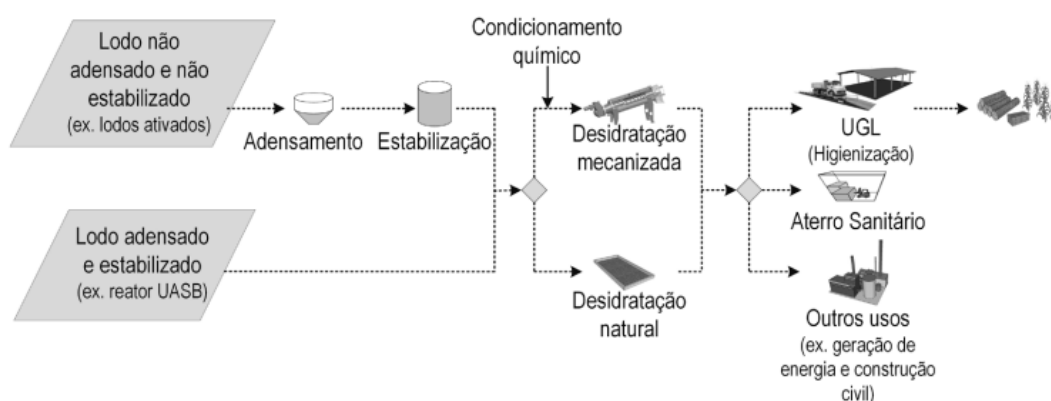 Lodo não
adensado e não
estabilizado
(ex. lodos ativados)
Adensamento
Estabilização
Condicionamento
químico
Desidratação
mecanizada
UGL
(Higienização)
Aterro Sanitário
Lodo adensado
e estabilizado
(ex. reator UASB)
Desidratação
natural
Outros usos
(ex. geração de
energia e construção
civil)